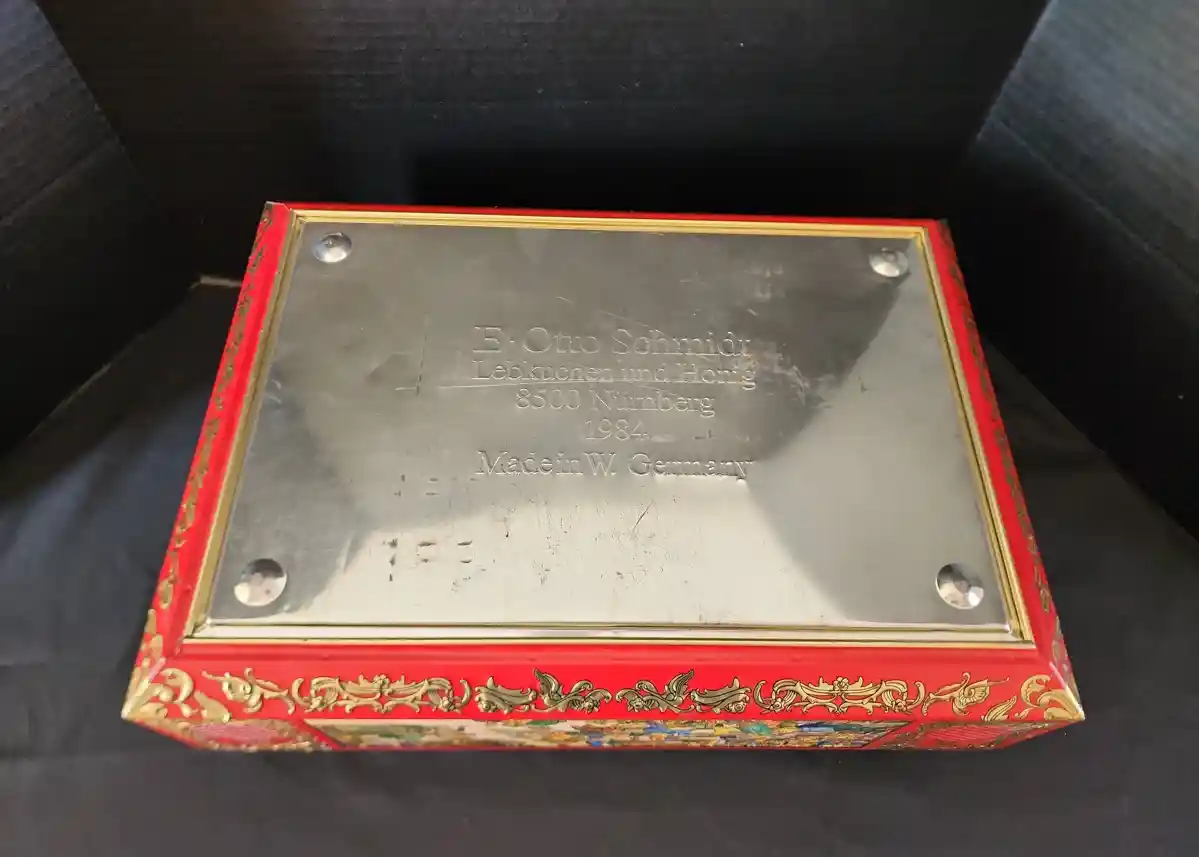 E. Otto Schmidt
Lebkuchen und Honig
8500 Nürnberg
1984
Made in W. Germany